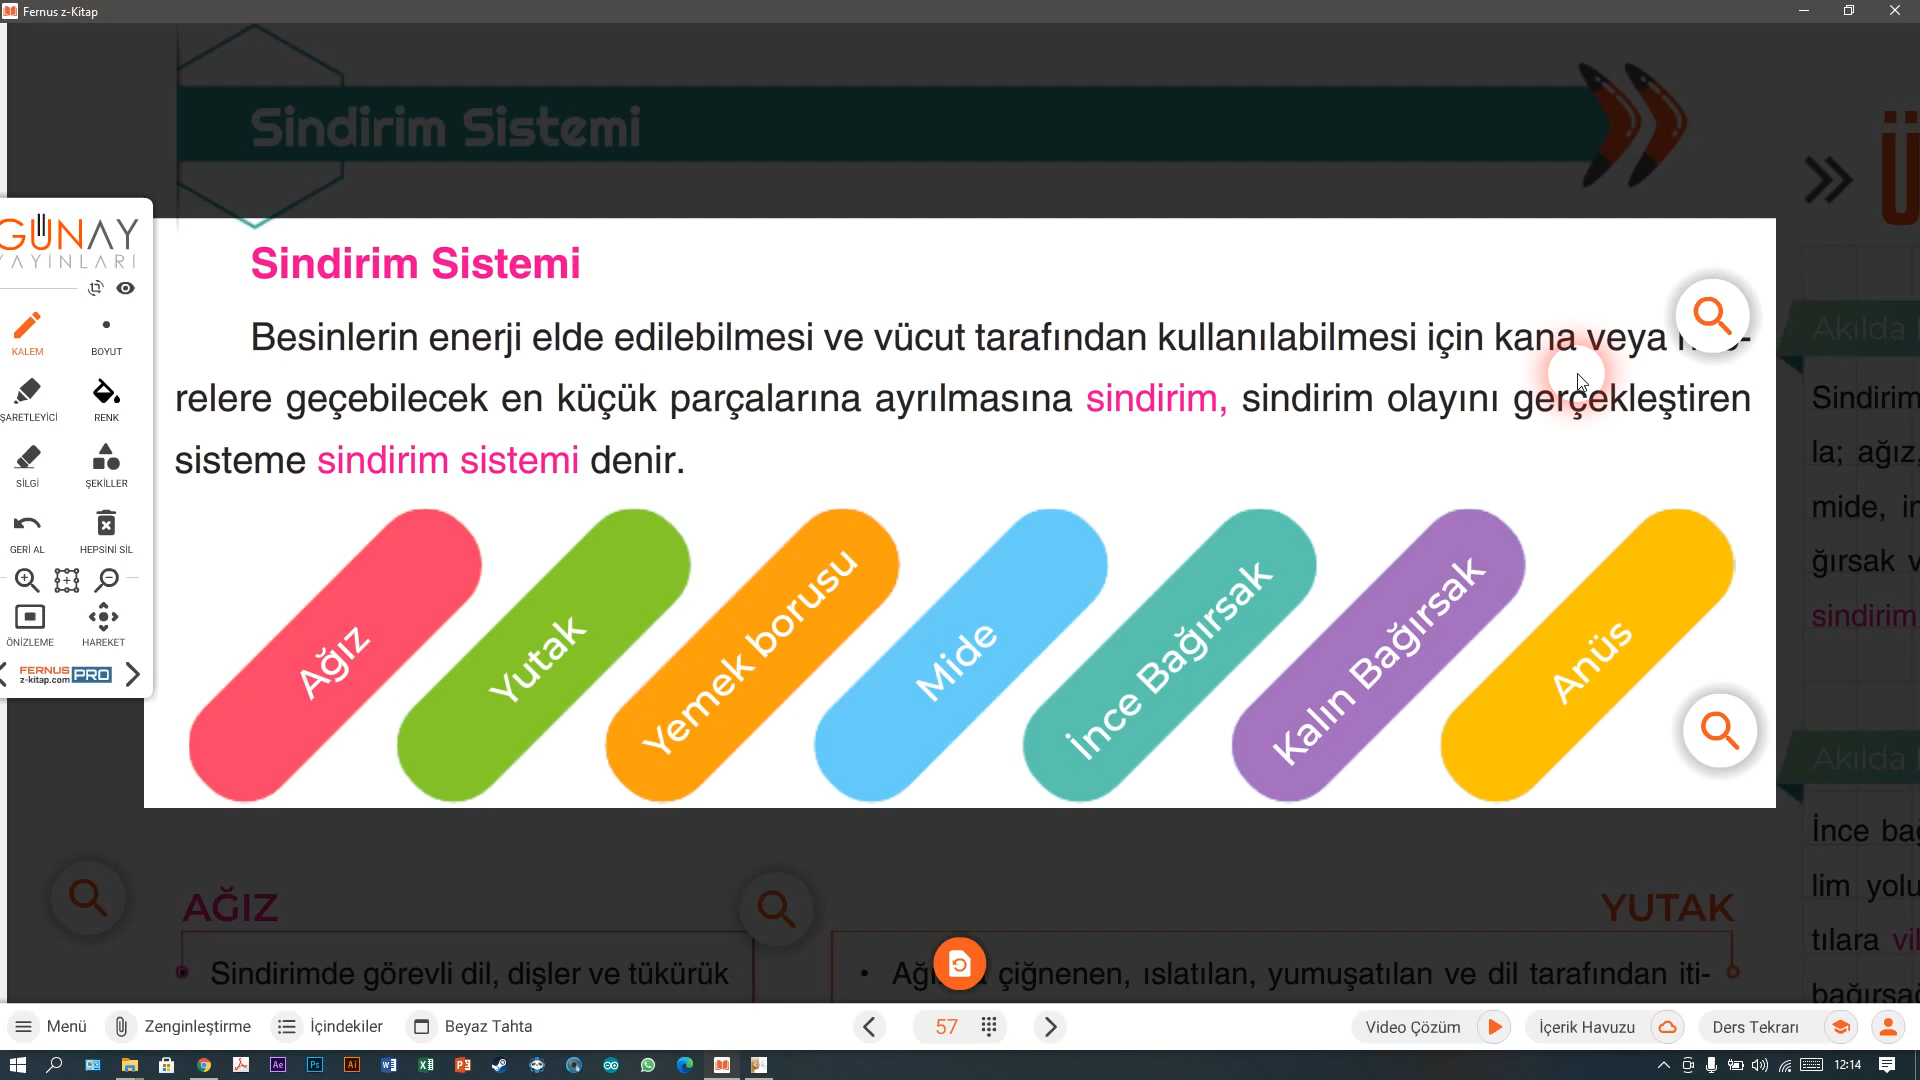 Fernus z-Kitap
Sindirim Sistemi
GÜNAY
YAYINLARI
KALEM
BOYUT
RENK
SİLGİ
ŞEKİLLER
GERİ AL
HEPSİNİ SİL
ÖNİZLEME
HAREKET
FERNUS
z-kitap.com PRO
Sindirim Sistemi
Besinlerin enerji elde edilebilmesi ve vücut tarafından kullanılabilmesi için kana veya
relere geçebilecek en küçük parçalarına ayrılmasına sindirim, sindirim olayını gerçekleştiren
sisteme sindirim sistemi denir.
Ağız
Yutak
Yemek borusu
Mide
İnce Bağırsak
Kalın Bağırsak
Anüs
Akılda
Sindirim
la; ağız,
mide,
ğırsak
sindirim
Akılda
İnce
lim yolu
tılara
AĞIZ
Sindirimde görevli dil, dişler ve tükürük
YUTAK
• çiğnenen, ıslatılan, yumuşatılan ve dil tarafından iti-
Menü
Zenginleştirme
İçindekiler
Beyaz Tahta
57
Video Çözüm
İçerik Havuzu
Ders Tekrarı
12:14